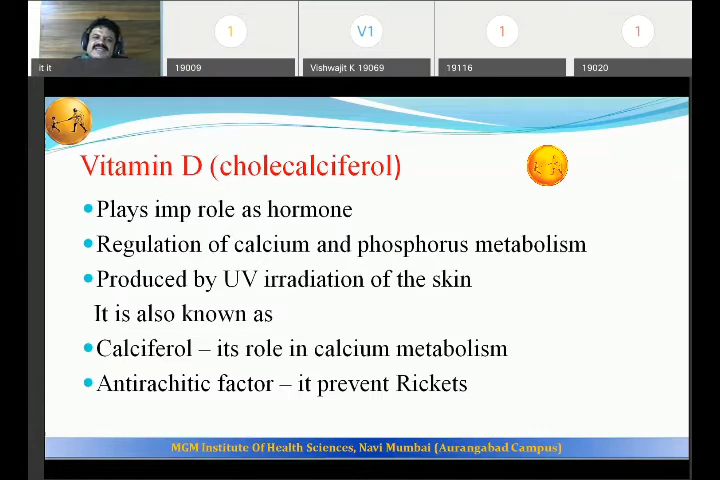 1
V1
1
1
it it
19009
Vishwajit K 19069
19116
19020
Vitamin D (cholecalciferol)
Plays imp role as hormone
Regulation of calcium and phosphorus metabolism
Produced by UV irradiation of the skin
It is also known as
Calciferol – its role in calcium metabolism
Antirachitic factor – it prevent Rickets
MGM Institute Of Health Sciences, Navi Mumbai (Aurangabad Campus)